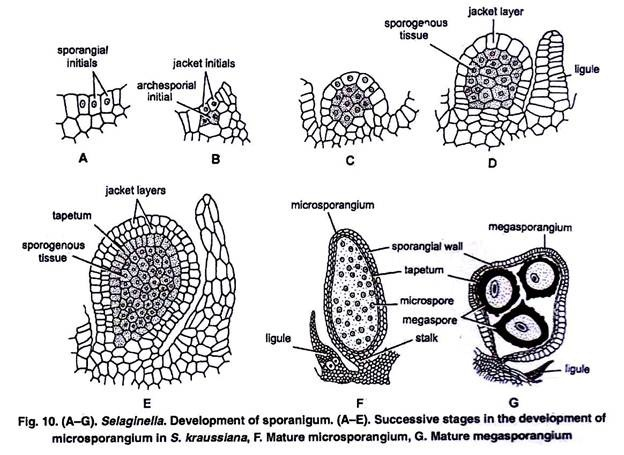 sporangial
initials
A
jacket initials
archesporial
initial
B
C
sporogenous
tissue
jacket layer
ligule
D
jacket layers
tapetum
sporogenous
tissue
E
microsporangium
sporangial wall
tapetum
microspore
megaspore
stalk
ligule
F
megasporangium
ligule
G
Fig. 10. (A–G). Selaginella. Development of sporanigum. (A–E). Successive stages in the development of
microsporangium in S. kraussiana, F. Mature microsporangium, G. Mature megasporangium